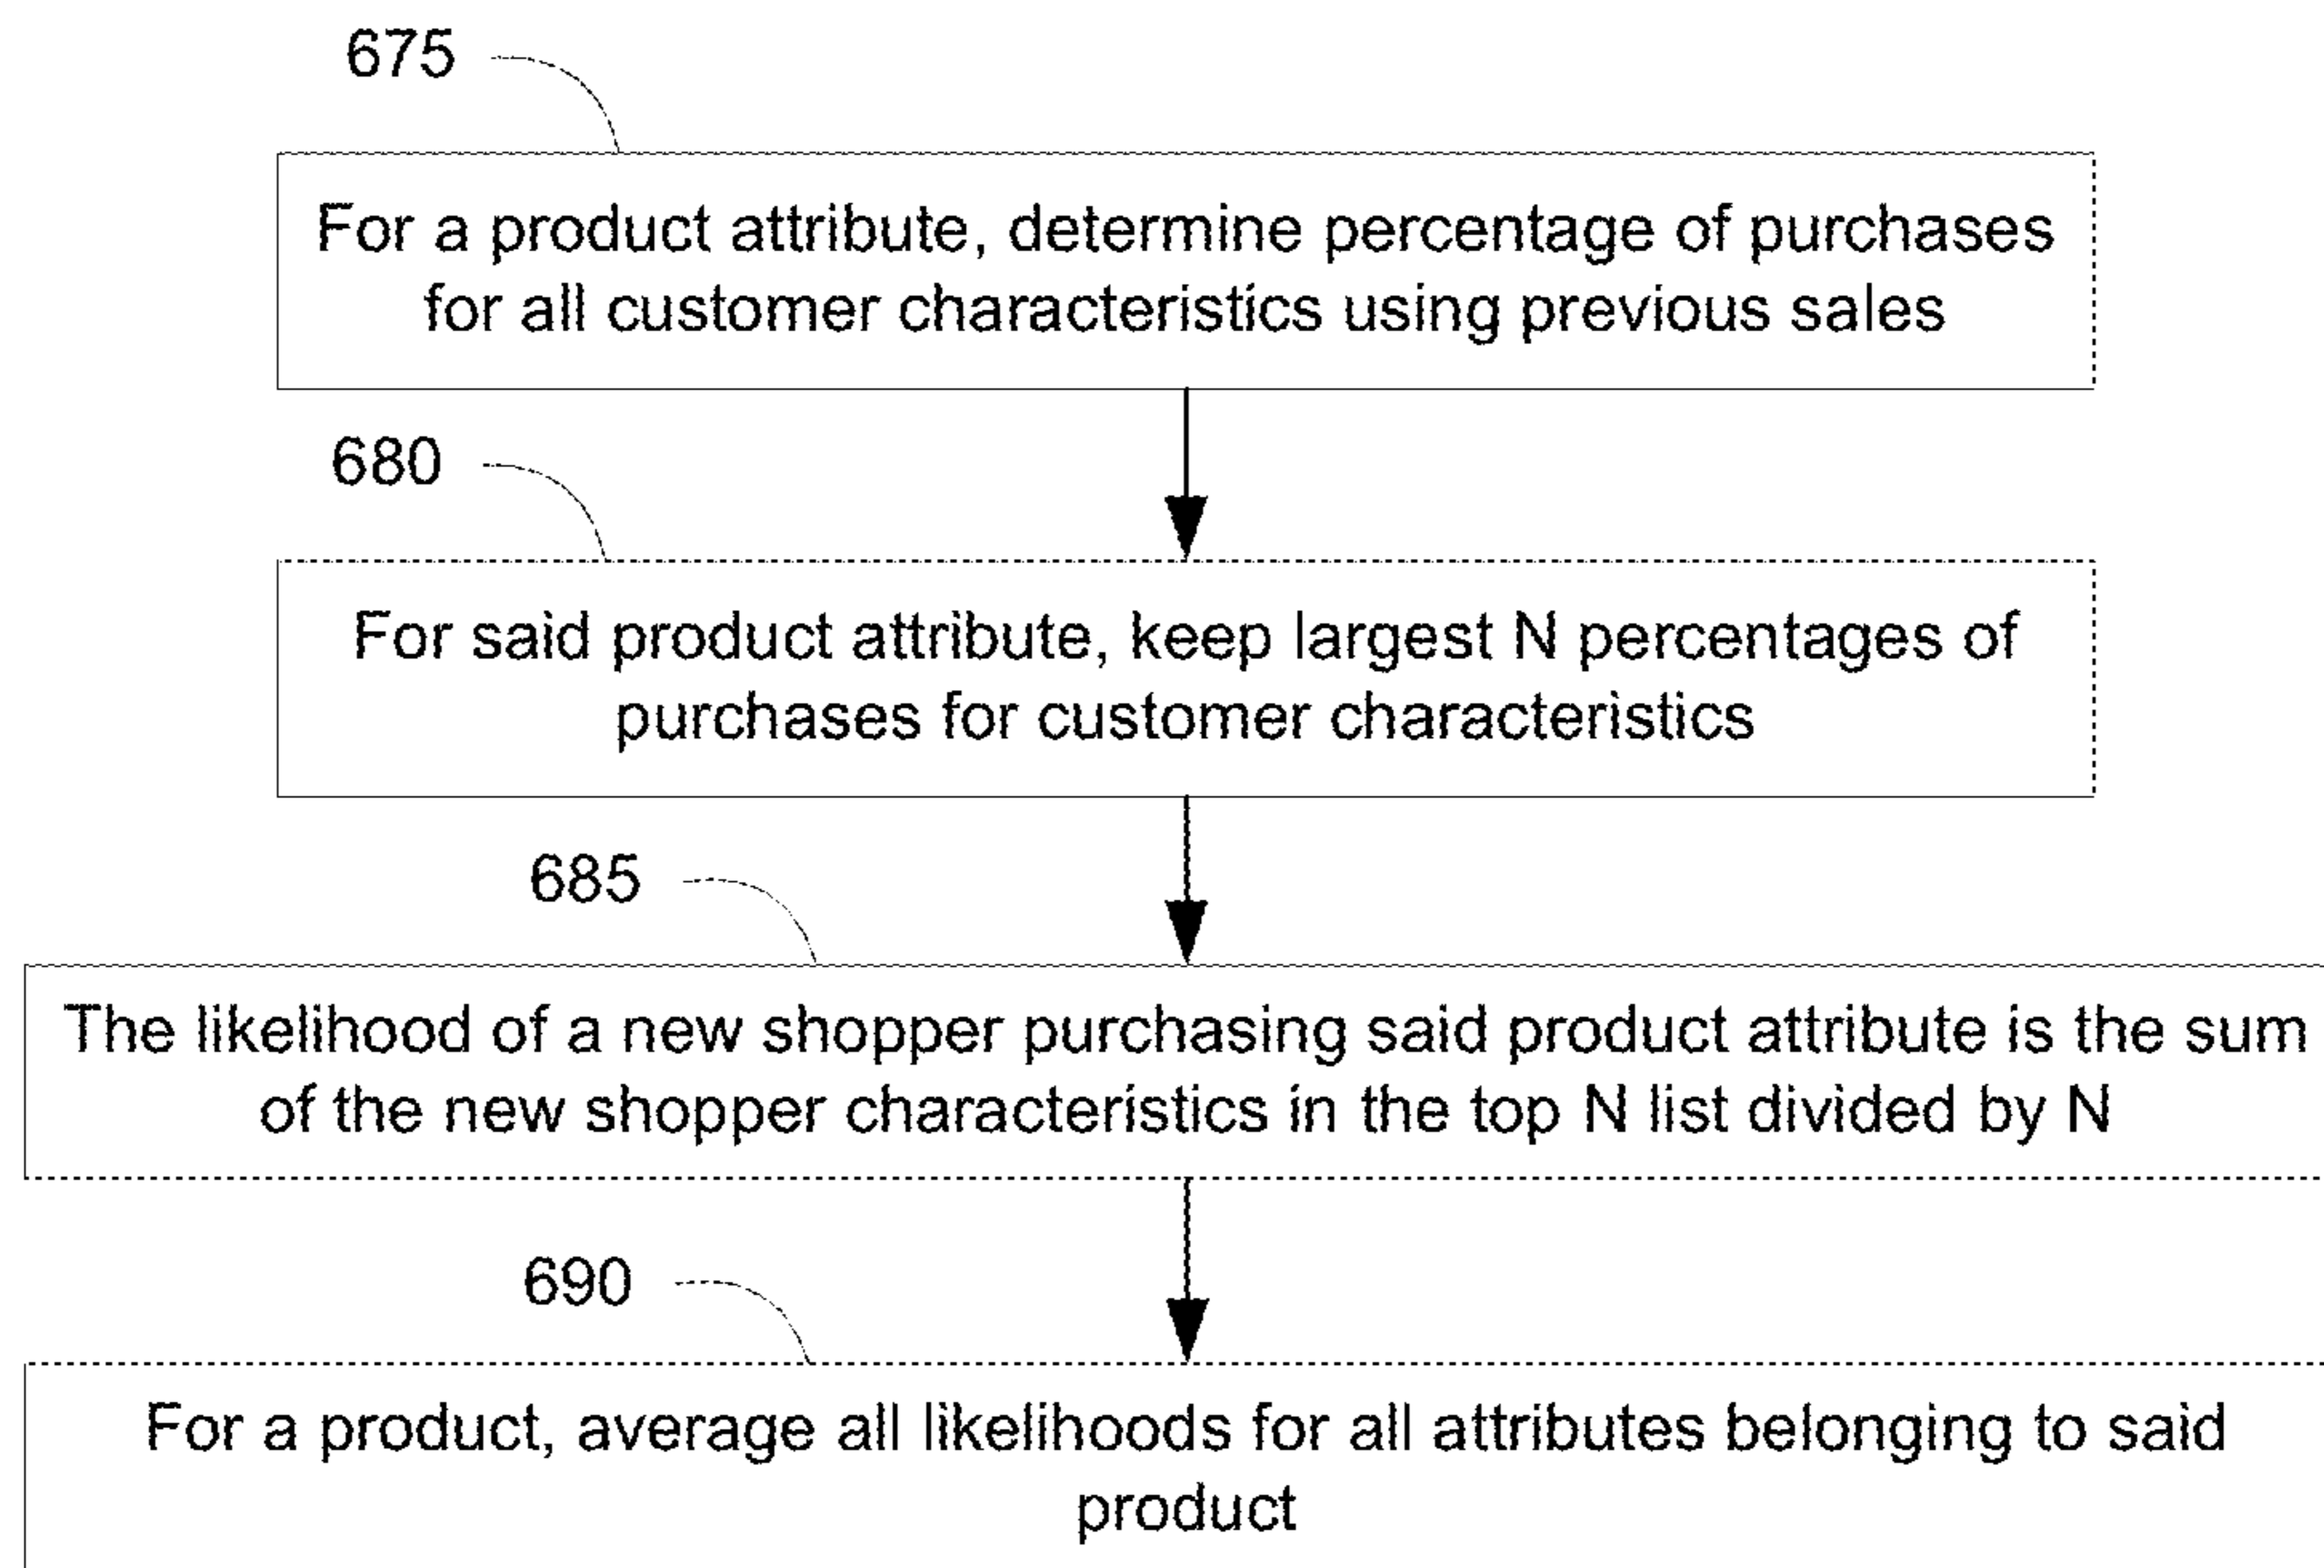 675
For a product attribute, determine percentage of purchases
for all customer characteristics using previous sales
680
For said product attribute, keep largest N percentages of
purchases for customer characteristics
685
The likelihood of a new shopper purchasing said product attribute is the sum
of the new shopper characteristics in the top N list divided by N
690
For a product, average all likelihoods for all attributes belonging to said
product